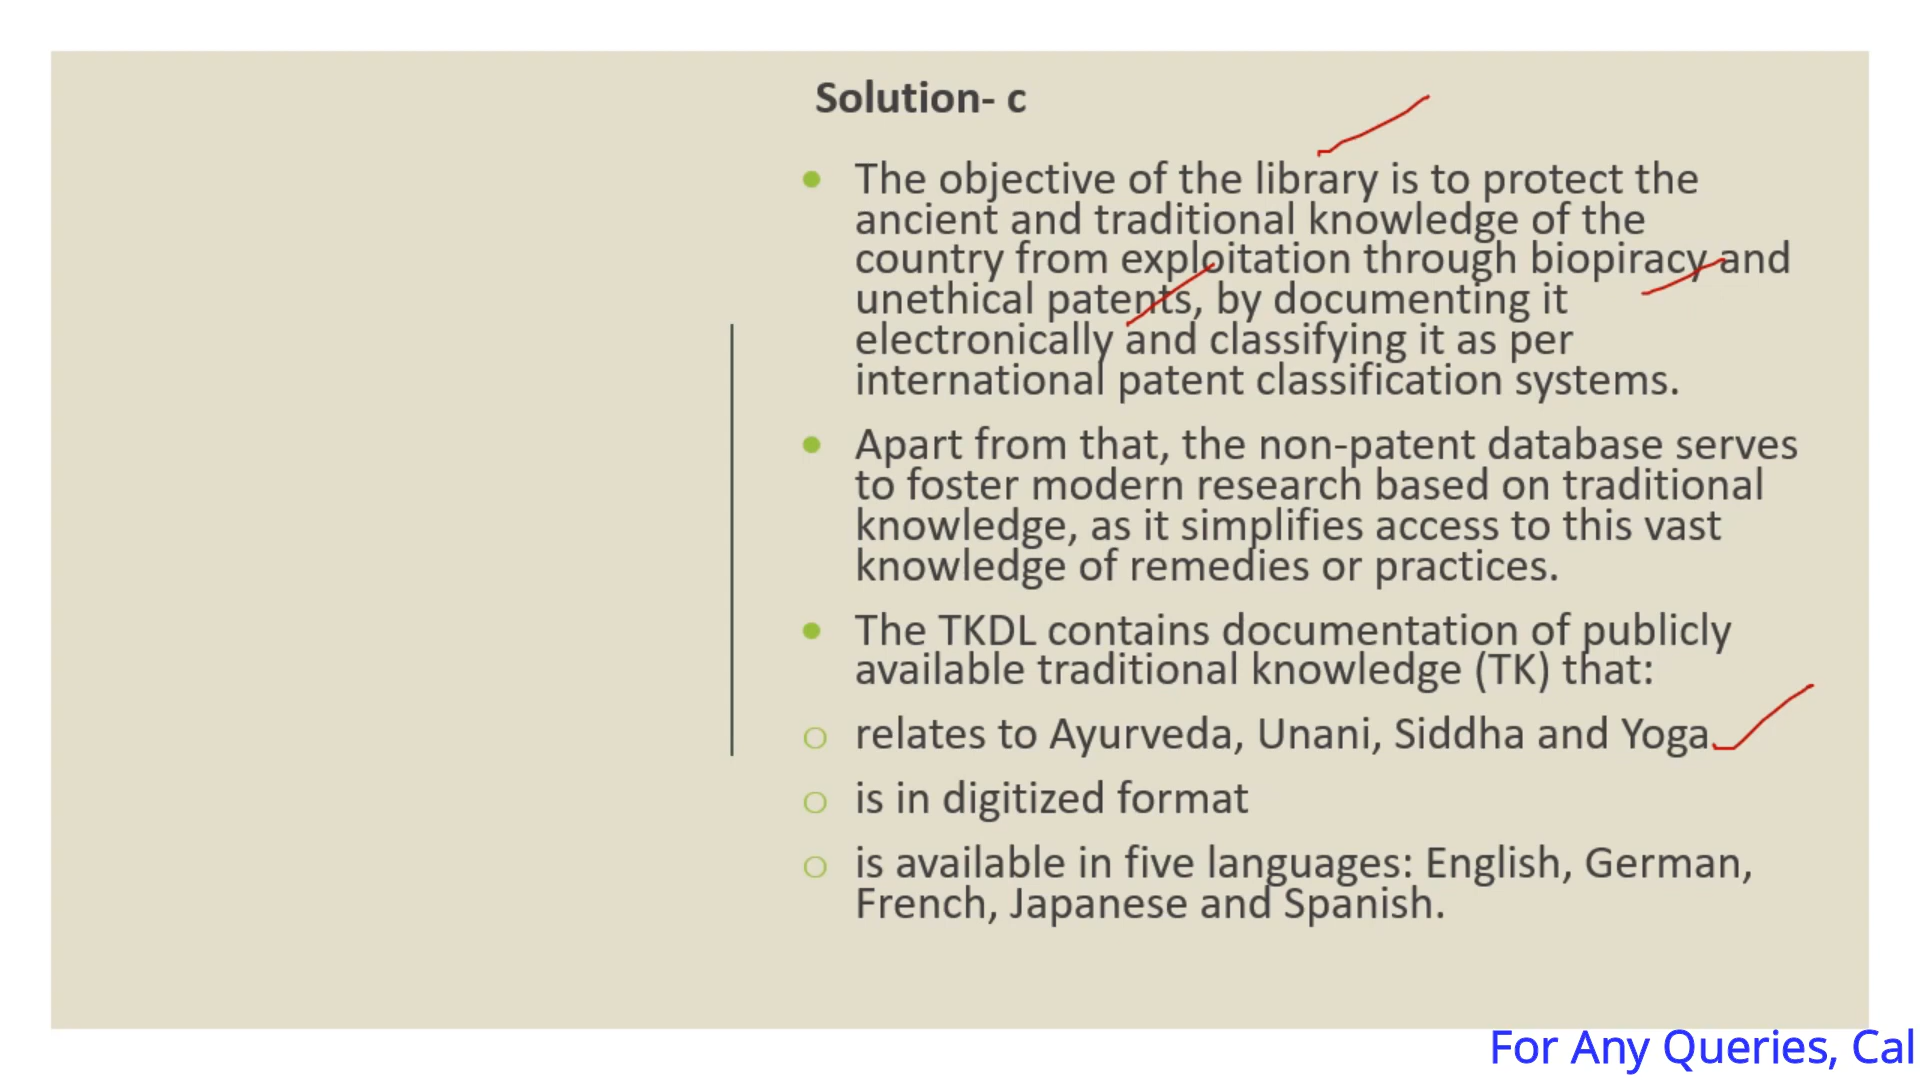 Solution- c
The objective of the library is to protect the
ancient and traditional knowledge of the
country from exploitation through biopiracy and
unethical patents, by documenting it
electronically and classifying it as per
international patent classification systems.
Apart from that, the non-patent database serves
to foster modern research based on traditional
knowledge, as it simplifies access to this vast
knowledge of remedies or practices.
The TKDL contains documentation of publicly
available traditional knowledge (TK) that:
relates to Ayurveda, Unani, Siddha and Yoga
is in digitized format
is available in five languages: English, German,
French, Japanese and Spanish.
For Any Queries, Cal